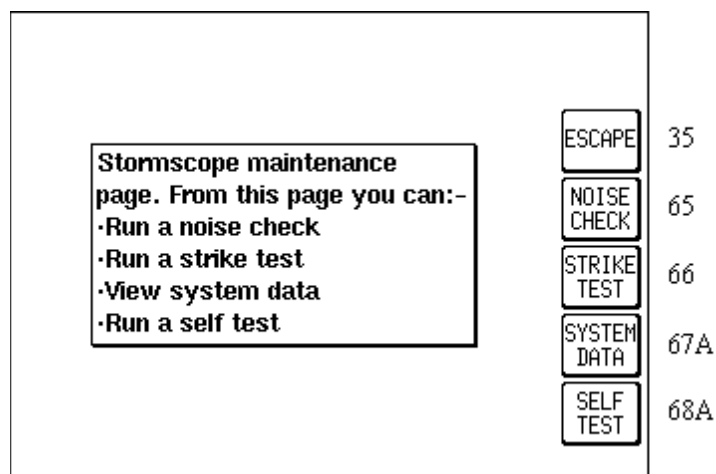 Stormscope maintenance
page. From this page you can:-
·Run a noise check
·Run a strike test
·View system data
·Run a self test
ESCAPE 35
NOISE
CHECK 65
STRIKE
TEST 66
SYSTEM
DATA 67A
SELF
TEST 68A